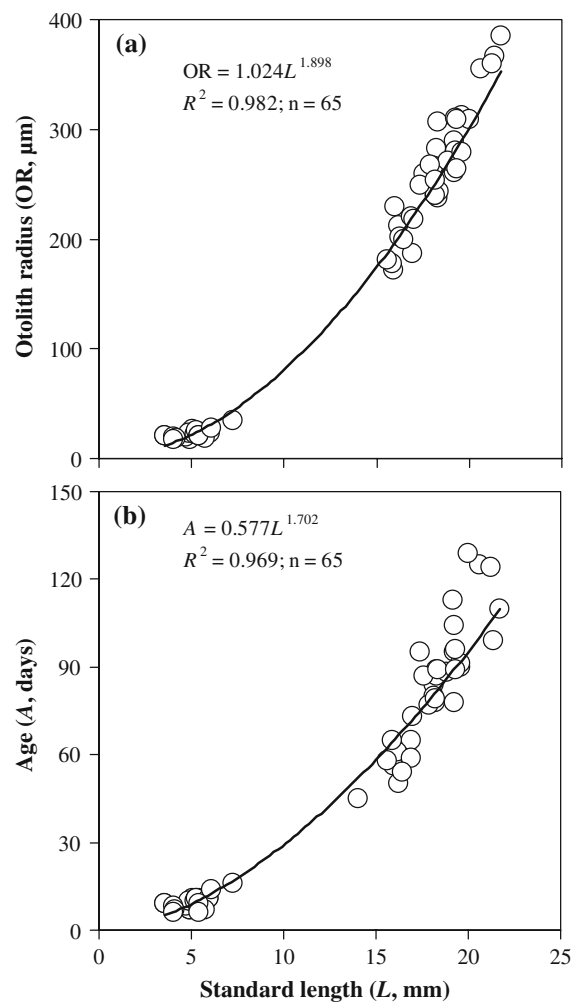 400
(a)
OR = 1.024L^1.898
R^2 = 0.982; n = 65
300
200
100
0
Otolith radius (OR, µm)
150
(b)
A = 0.577L^1.702
R^2 = 0.969; n = 65
120
90
60
30
0
Age (A, days)
0 5 10 15 20 25
Standard length (L, mm)